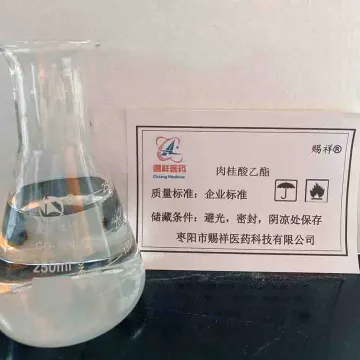 赐祥®
赐祥医药
肉桂酸乙酯
质量标准：企业标准
储藏条件：避光，密封，阴凉处保存
枣阳市赐祥医药科技有限公司
250ml